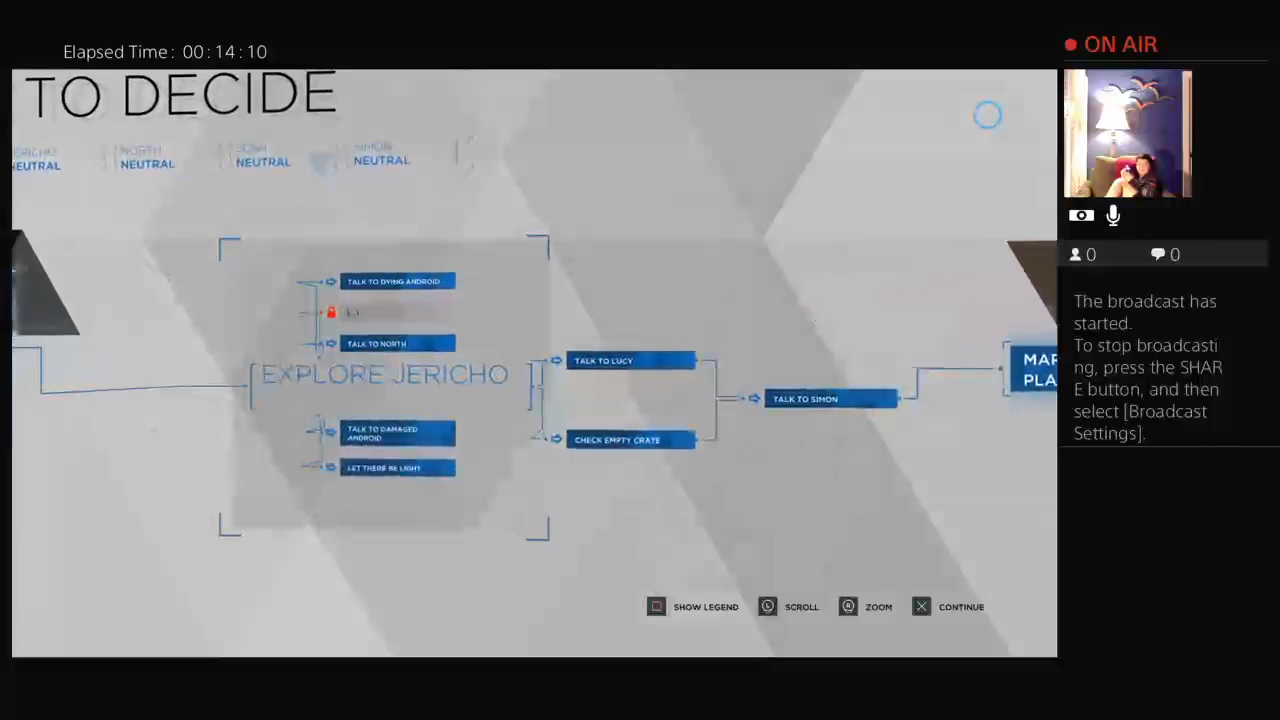 Elapsed Time: 00:14:10
ON AIR
TO DECIDE
NORTH
NEUTRAL
JOSH
NEUTRAL
SIMON
NEUTRAL
0
0
The broadcast has
started.
To stop broadcasti
ng, press the SHAR
E button, and then
select [Broadcast
Settings].
TALK TO DYING ANDROID
TALK TO NORTH
EXPLORE JERICHO
TALK TO DAMAGED
ANDROID
LET THERE BE LIGHT
TALK TO LUCY
CHECK EMPTY CRATE
TALK TO SIMON
MAR
PLA
SHOW LEGEND
SCROLL
ZOOM
CONTINUE